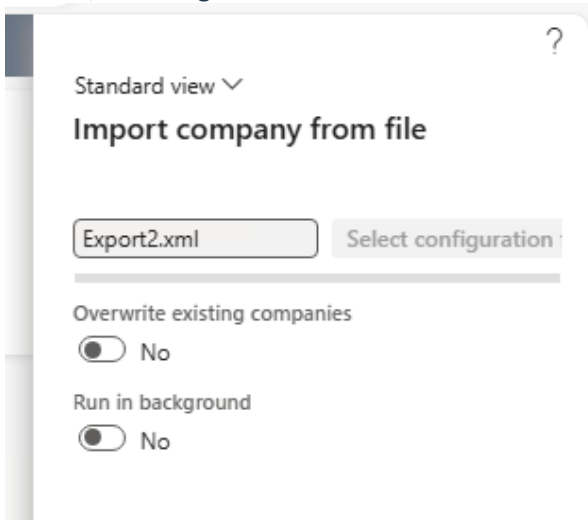 ?
Standard view
Import company from file
Export2.xml Select configuration
Overwrite existing companies
No
Run in background
No